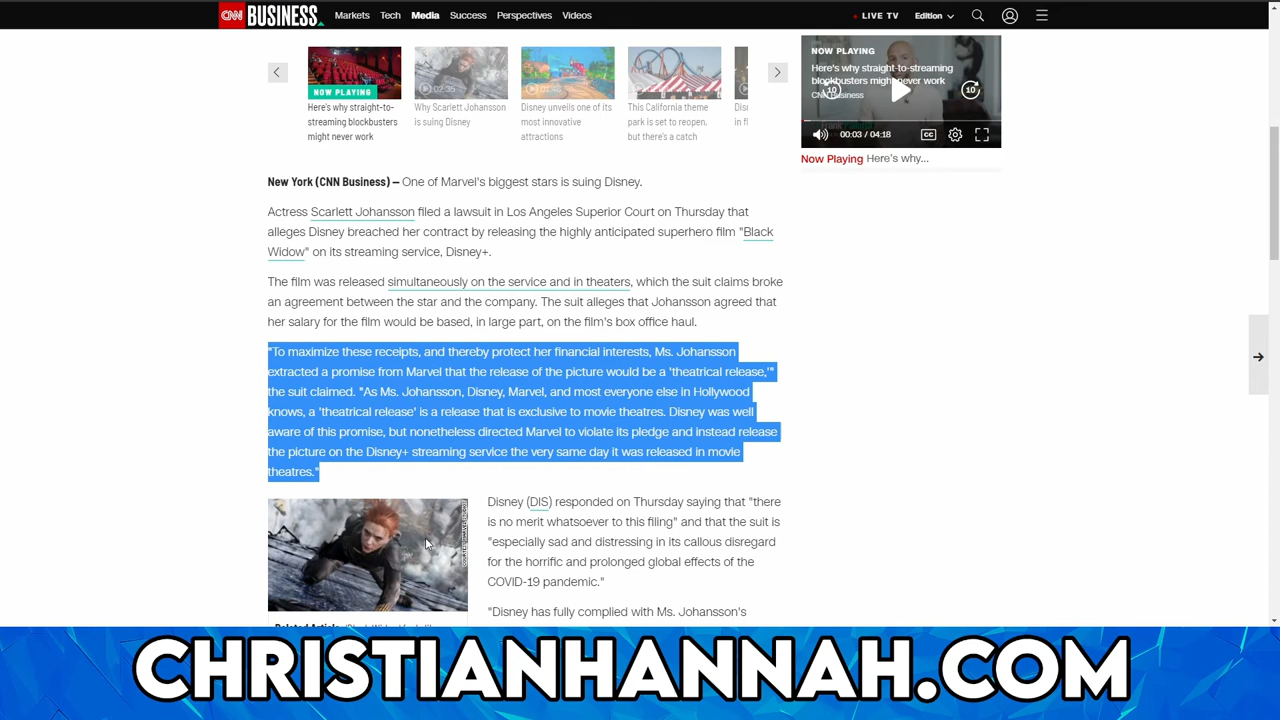 CNN BUSINESS Markets Tech Media Success Perspectives Videos LIVE TV Edition
NOW PLAYING
Here's why straight-to-
streaming blockbusters
might never work
02:35
Why Scarlett Johansson
is suing Disney
01:46
Disney unveils one of its
most innovative
attractions
This California theme
park is set to reopen,
but there's a catch
Disn
in fl
NOW PLAYING
Here's why straight-to-streaming
blockbusters might never work
CNN Business
10
10
00:03 / 04:18
CC
Now Playing Here's why...
New York (CNN Business) — One of Marvel's biggest stars is suing Disney.
Actress Scarlett Johansson filed a lawsuit in Los Angeles Superior Court on Thursday that
alleges Disney breached her contract by releasing the highly anticipated superhero film "Black
Widow" on its streaming service, Disney+.
The film was released simultaneously on the service and in theaters, which the suit claims broke
an agreement between the star and the company. The suit alleges that Johansson agreed that
her salary for the film would be based, in large part, on the film's box office haul.
"To maximize these receipts, and thereby protect her financial interests, Ms. Johansson
extracted a promise from Marvel that the release of the picture would be a 'theatrical release,'"
the suit claimed. "As Ms. Johansson, Disney, Marvel, and most everyone else in Hollywood
knows, a 'theatrical release' is a release that is exclusive to movie theatres. Disney was well
aware of this promise, but nonetheless directed Marvel to violate its pledge and instead release
the picture on the Disney+ streaming service the very same day it was released in movie
theatres."
Disney (DIS) responded on Thursday saying that "there
is no merit whatsoever to this filing" and that the suit is
"especially sad and distressing in its callous disregard
for the horrific and prolonged global effects of the
COVID-19 pandemic."
"Disney has fully complied with Ms. Johansson's
CHRISTIANHANNAH.COM